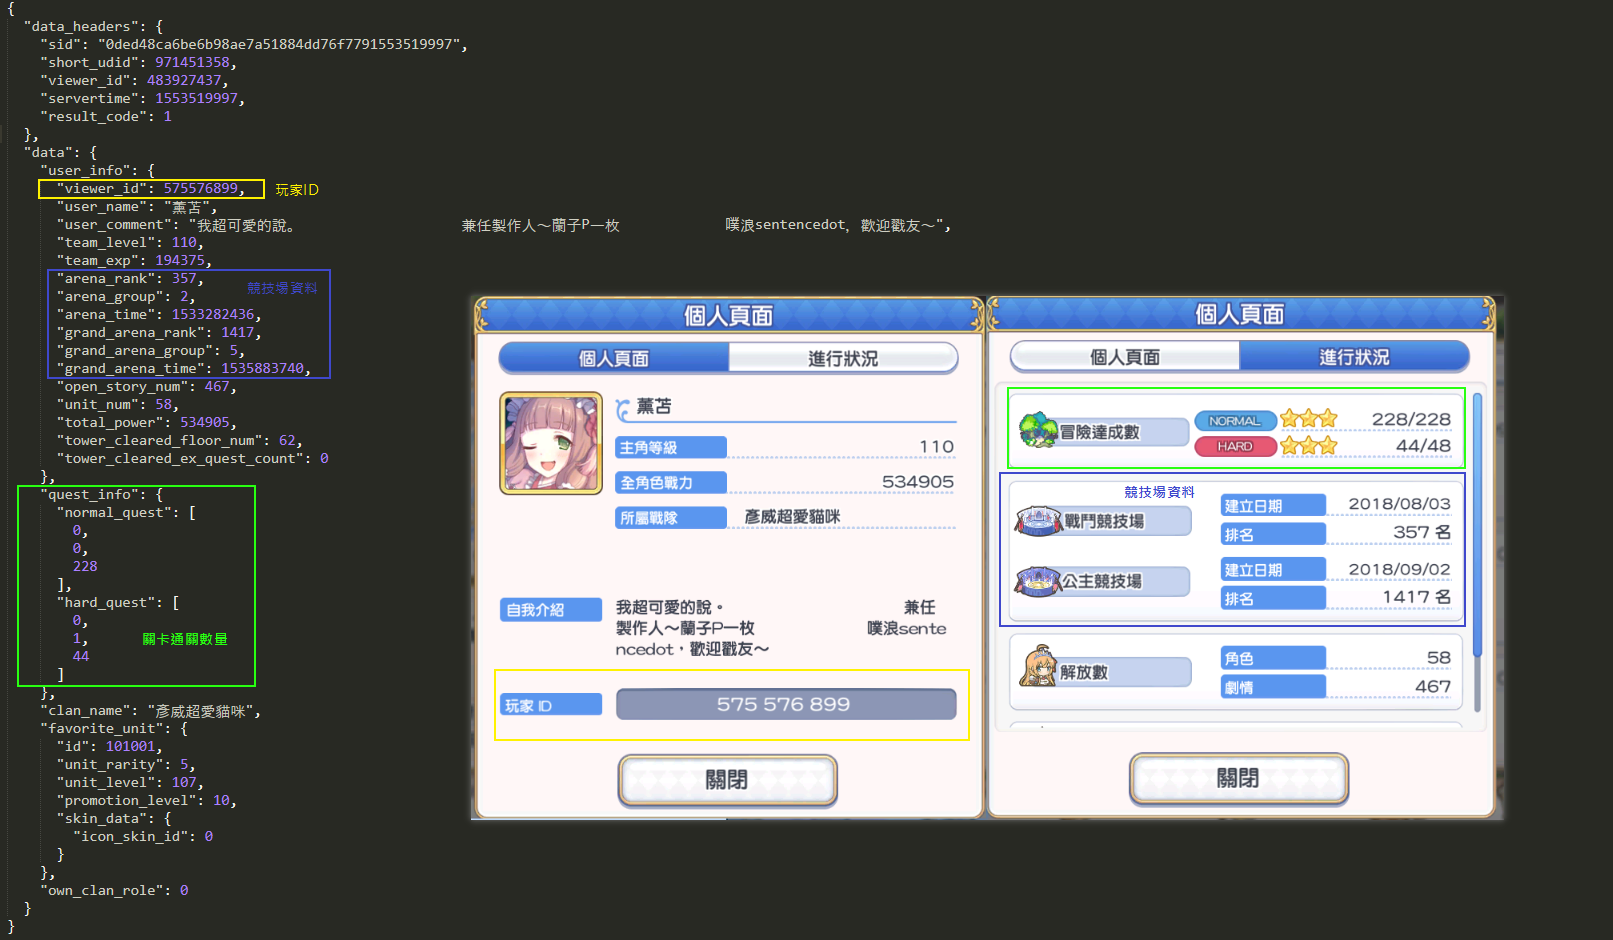 {
"data_headers": {
"sid": "0ded48ca6be6b98ae7a51884dd76f7791553519997",
"short_udid": 971451358,
"viewer_id": 483927437,
"servertime": 1553519997,
"result_code": 1
},
"data": {
"user_info": {
"viewer_id": 575576899, 玩家ID
"user_name": "薰苫",
"user_comment": "我超可愛的說。 兼任製作人～蘭子P一枚 噗浪sentencedot, 歡迎戳友～",
"team_level": 110,
"team_exp": 194375,
"arena_rank": 357,
競技場資料
"arena_group": 2,
"arena_time": 1533282436,
"grand_arena_rank": 1417,
"grand_arena_group": 5,
"grand_arena_time": 1535883740,
"open_story_num": 467,
"unit_num": 58,
"total_power": 534905,
"tower_cleared_floor_num": 62,
"tower_cleared_ex_quest_count": 0
},
"quest_info": {
"normal_quest": [
0,
0,
228
],
"hard_quest": [
0,
1,
關卡通關數量
44
]
},
"clan_name": "彥威超愛貓咪",
"favorite_unit": {
"id": 101001,
"unit_rarity": 5,
"unit_level": 107,
"promotion_level": 10,
"skin_data": {
"icon_skin_id": 0
}
},
"own_clan_role": 0
}
}
個人頁面
個人頁面 進行狀況
薰苫
主角等級 110
全角色戰力 534905
所屬戰隊 彥威超愛貓咪
自我介紹 我超可愛的說。 兼任
製作人～蘭子P一枚 噗浪sente
ncedot，歡迎戳友～
玩家 ID 575 576 899
關閉
個人頁面
個人頁面 進行狀況
冒險達成數 NORMAL 228/228
HARD 44/48
競技場資料
戰鬥競技場 建立日期 2018/08/03
排名 357 名
公主競技場 建立日期 2018/09/02
排名 1417 名
解放數 角色 58
劇情 467
關閉